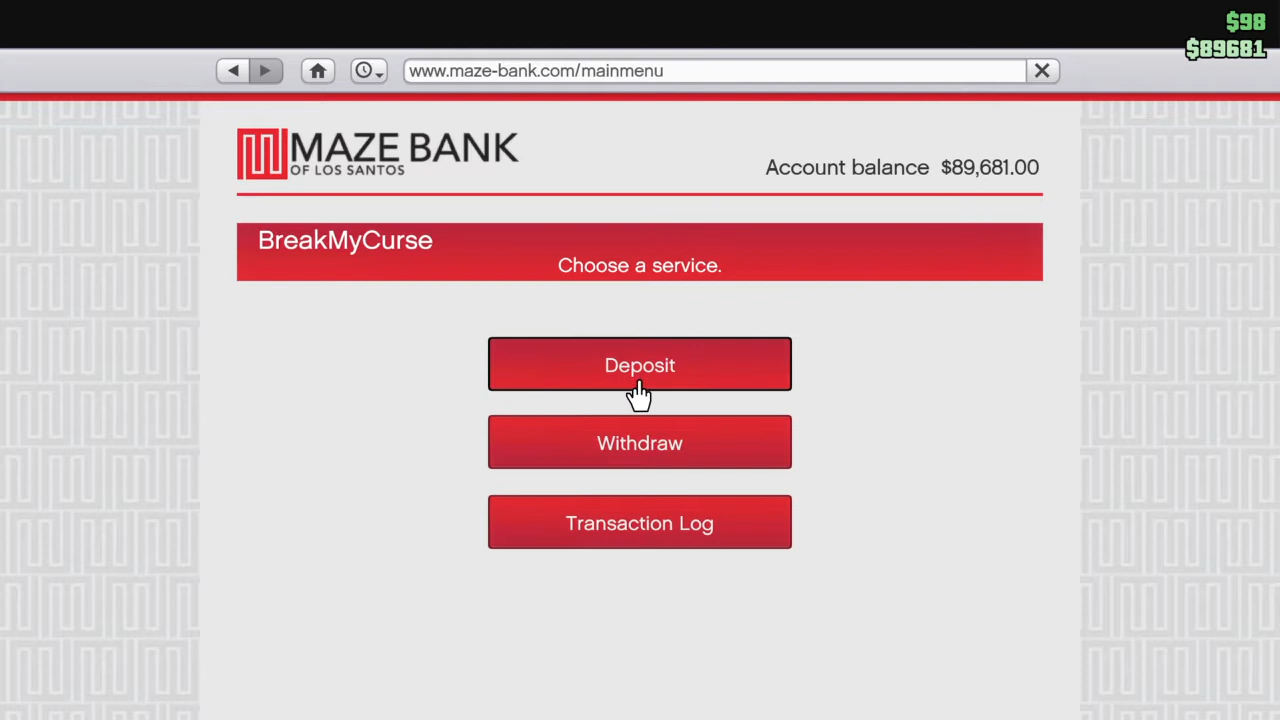 $98
$89681
www.maze-bank.com/mainmenu
MAZE BANK
OF LOS SANTOS
Account balance $89,681.00
BreakMyCurse
Choose a service.
Deposit
Withdraw
Transaction Log